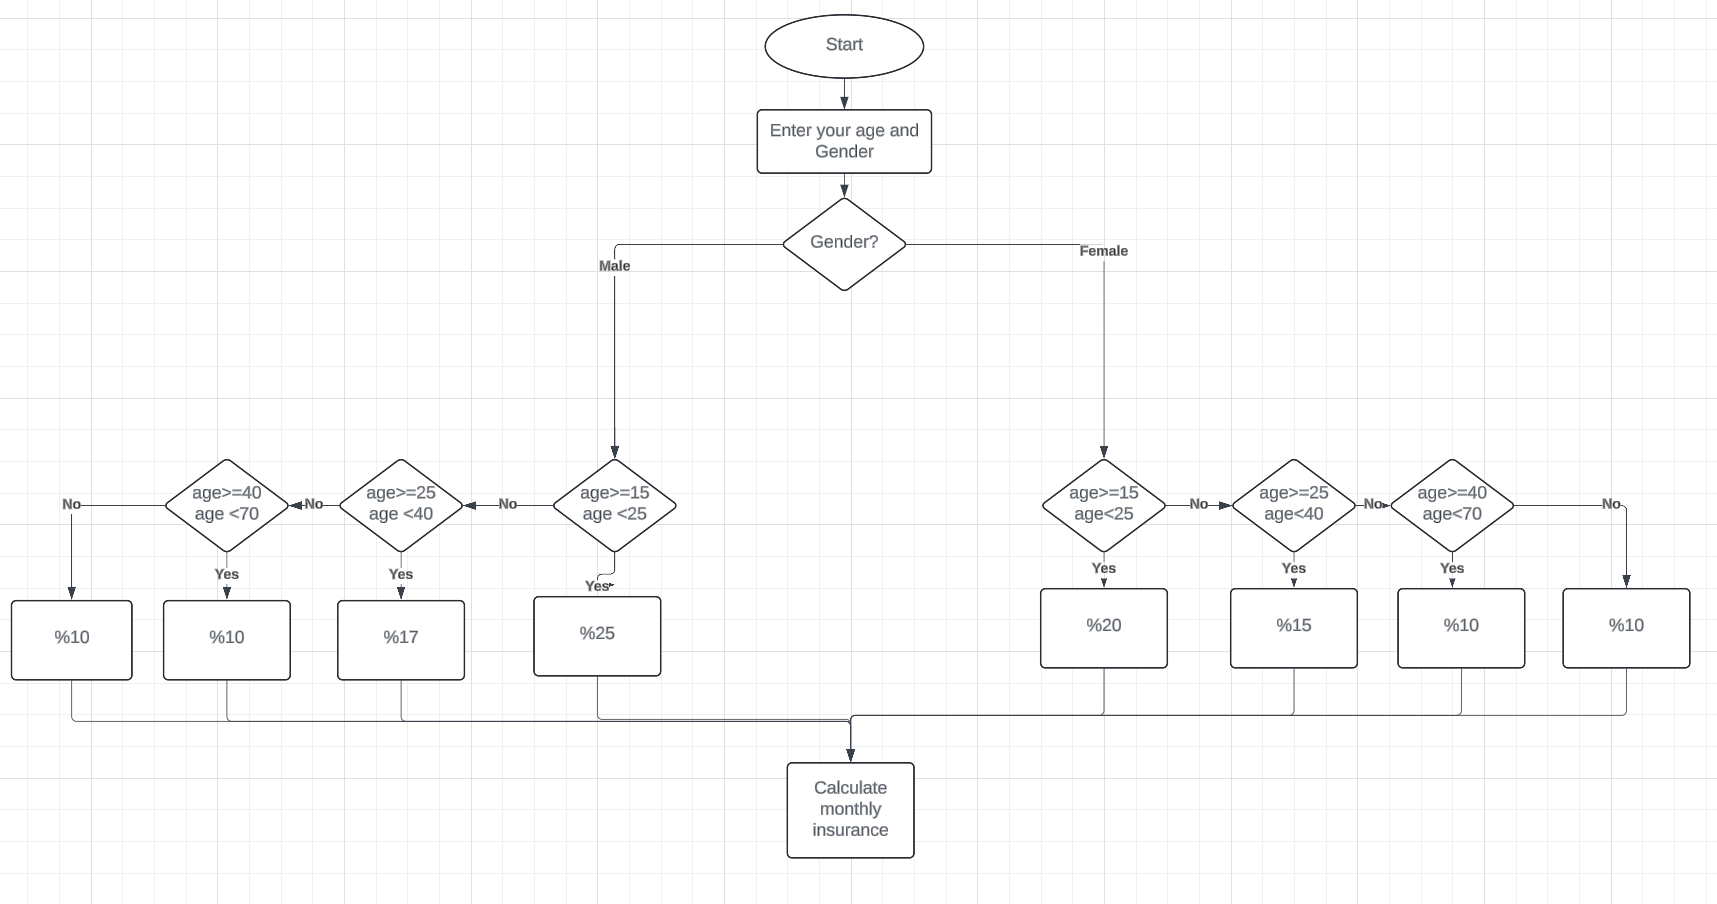 Start
Enter your age and
Gender
Gender?
Male
Female
No
age>=40
age <70
No
age>=25
age <40
No
age>=15
age <25
age>=15
age<25
No
age>=25
age<40
No
age>=40
age<70
No
Yes
Yes
Yes
Yes
Yes
Yes
%10
%10
%17
%25
%20
%15
%10
%10
Calculate
monthly
insurance